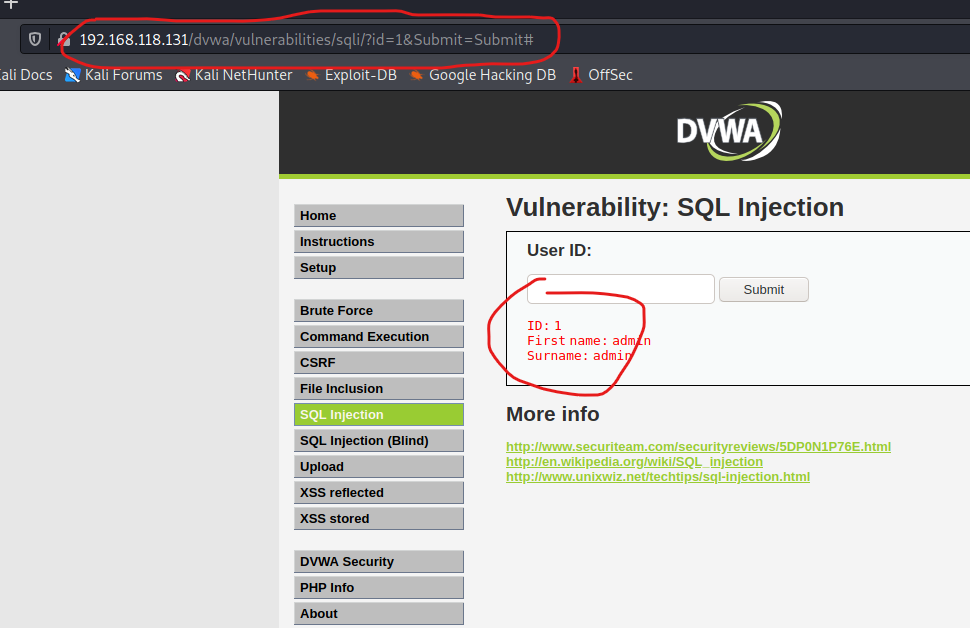 192.168.118.131/dvwa/vulnerabilities/sqli/?id=1&Submit=Submit#
ali Docs Kali Forums Kali NetHunter Exploit-DB Google Hacking DB OffSec
DVWA
Home
Instructions
Setup
Brute Force
Command Execution
CSRF
File Inclusion
SQL Injection
SQL Injection (Blind)
Upload
XSS reflected
XSS stored
DVWA Security
PHP Info
About
Vulnerability: SQL Injection
User ID:
Submit
ID: 1
First name: admin
Surname: admin
More info
http://www.securiteam.com/securityreviews/5DP0N1P76E.html
http://en.wikipedia.org/wiki/SQL_injection
http://www.unixwiz.net/techtips/sql-injection.html